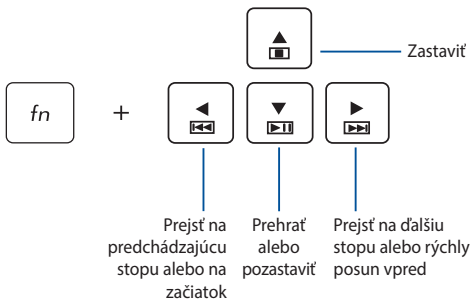 Zastaviť
fn +
Prejsť na
predchádzajúcu
stopu alebo na
začiatok
Prehrať
alebo
pozastaviť
Prejsť na ďalšiu
stopu alebo rýchly
posun vpred